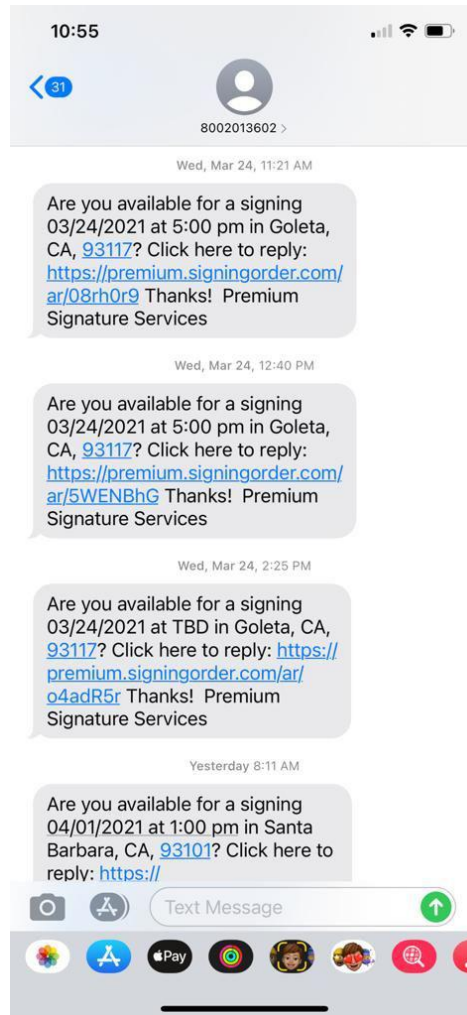 10:55
31
8002013602 >
Wed, Mar 24, 11:21 AM
Are you available for a signing
03/24/2021 at 5:00 pm in Goleta,
CA, 93117? Click here to reply:
https://premium.signingorder.com/
ar/08rh0r9 Thanks!  Premium
Signature Services
Wed, Mar 24, 12:40 PM
Are you available for a signing
03/24/2021 at 5:00 pm in Goleta,
CA, 93117? Click here to reply:
https://premium.signingorder.com/
ar/5WENBhG Thanks!  Premium
Signature Services
Wed, Mar 24, 2:25 PM
Are you available for a signing
03/24/2021 at TBD in Goleta, CA,
93117? Click here to reply: https://
premium.signingorder.com/ar/
o4adR5r Thanks!  Premium
Signature Services
Yesterday 8:11 AM
Are you available for a signing
04/01/2021 at 1:00 pm in Santa
Barbara, CA, 93101? Click here to
reply: https://
Text Message
Pay